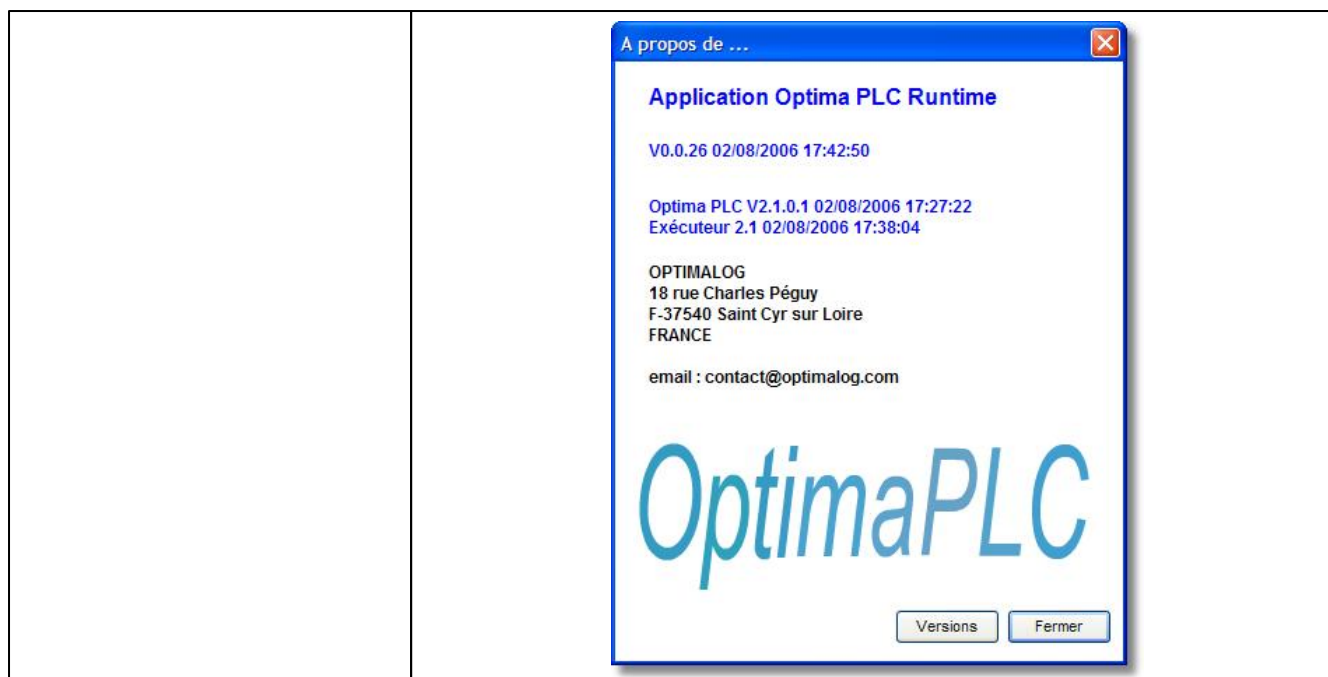 A propos de ...
Application Optima PLC Runtime
V0.0.26 02/08/2006 17:42:50
Optima PLC V2.1.0.1 02/08/2006 17:27:22
Exécuteur 2.1 02/08/2006 17:38:04
OPTIMALOG
18 rue Charles Péguy
F-37540 Saint Cyr sur Loire
FRANCE
email : contact@optimalog.com
OptimaPLC
Versions Fermer